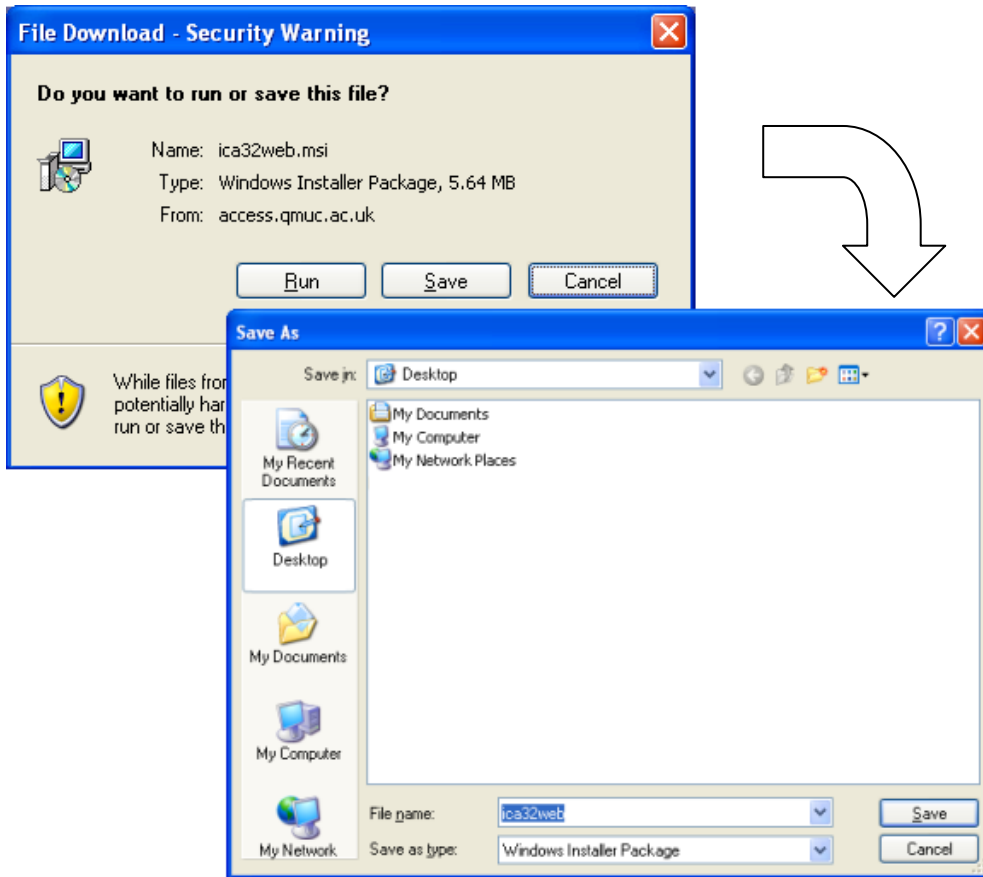 File Download - Security Warning
Do you want to run or save this file?
Name: ica32web.msi
Type: Windows Installer Package, 5.64 MB
From: access.qmuc.ac.uk
Run Save Cancel
While files from
potentially har
run or save th
Save As
Save in: Desktop
My Documents
My Computer
My Network Places
My Recent
Documents
Desktop
My Documents
My Computer
My Network
File name: ica32web
Save as type: Windows Installer Package
Save
Cancel